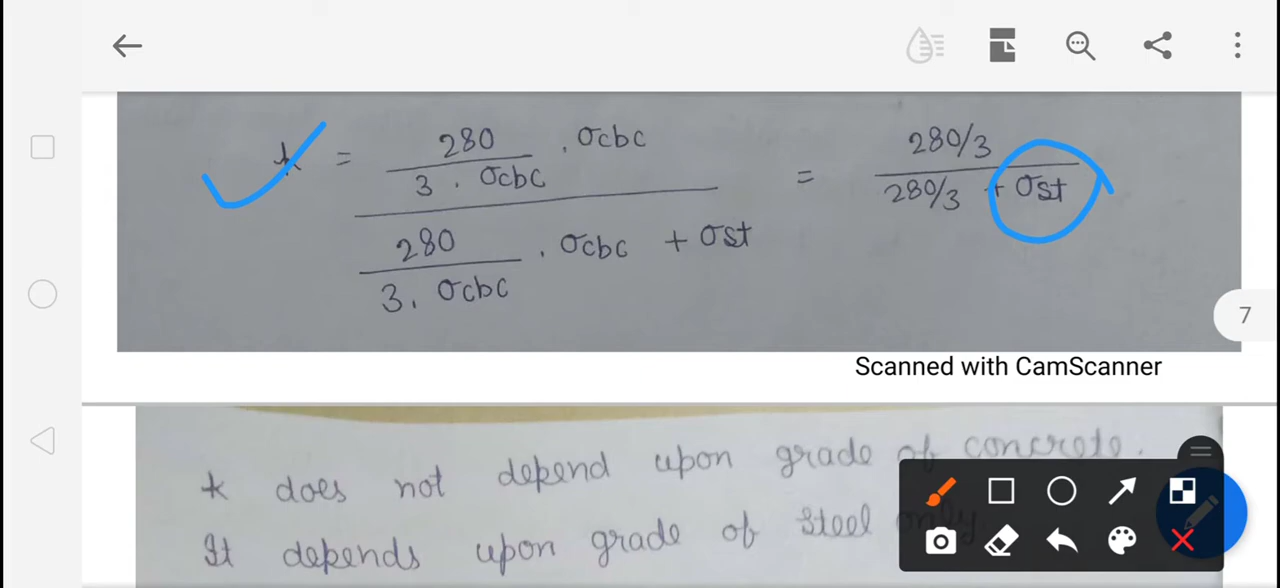 k = 280/3.σcbc . σcbc / 280/3.σcbc . σcbc + σst = 280/3 / 280/3 + σst
7
Scanned with CamScanner
k does not depend upon grade of concrete.
It depends upon grade of steel only